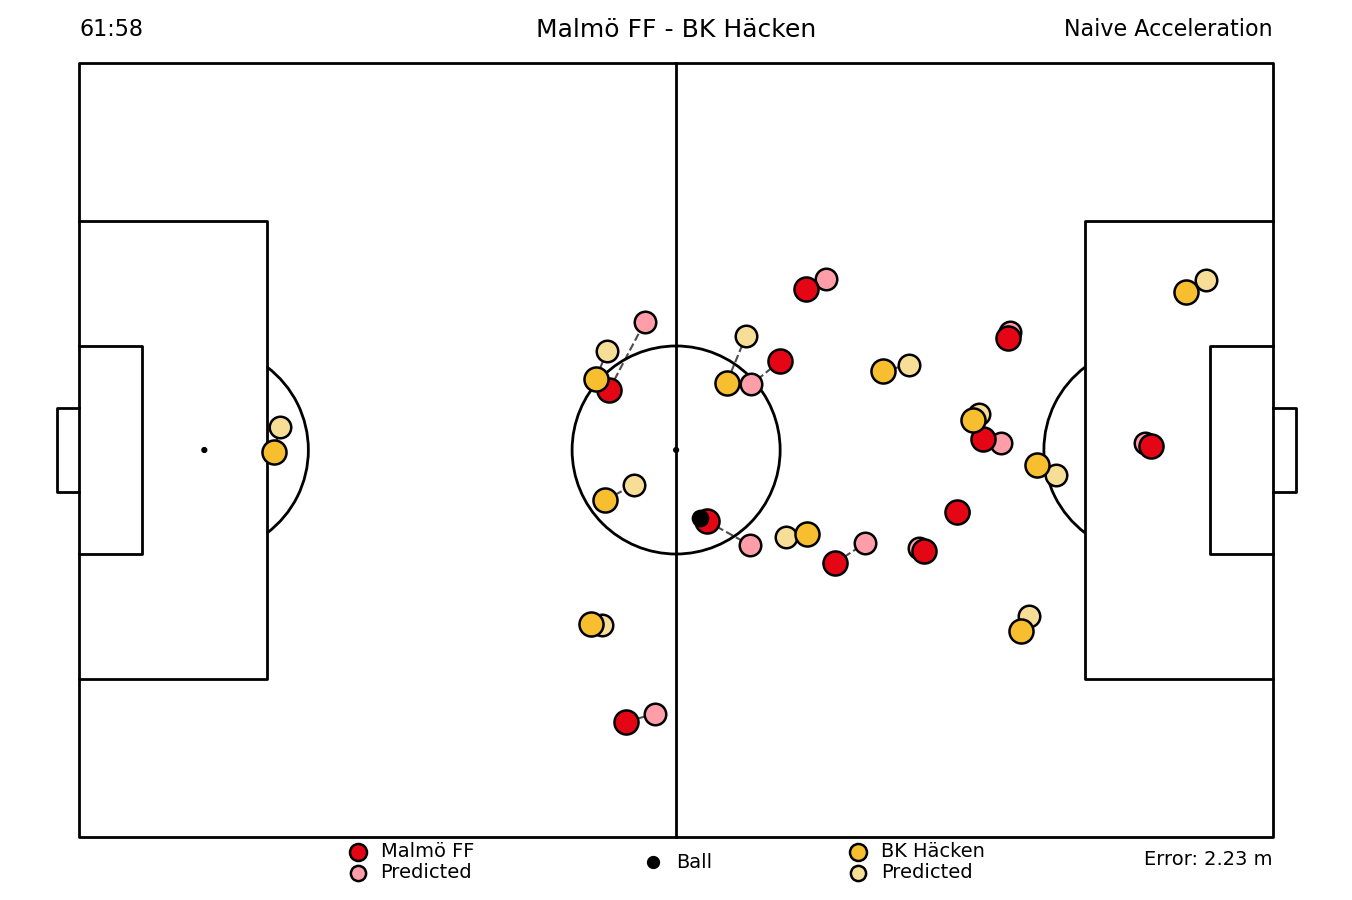 61:58
Malmö FF - BK Häcken
Naive Acceleration
Malmö FF
Predicted
Ball
BK Häcken
Predicted
Error: 2.23 m